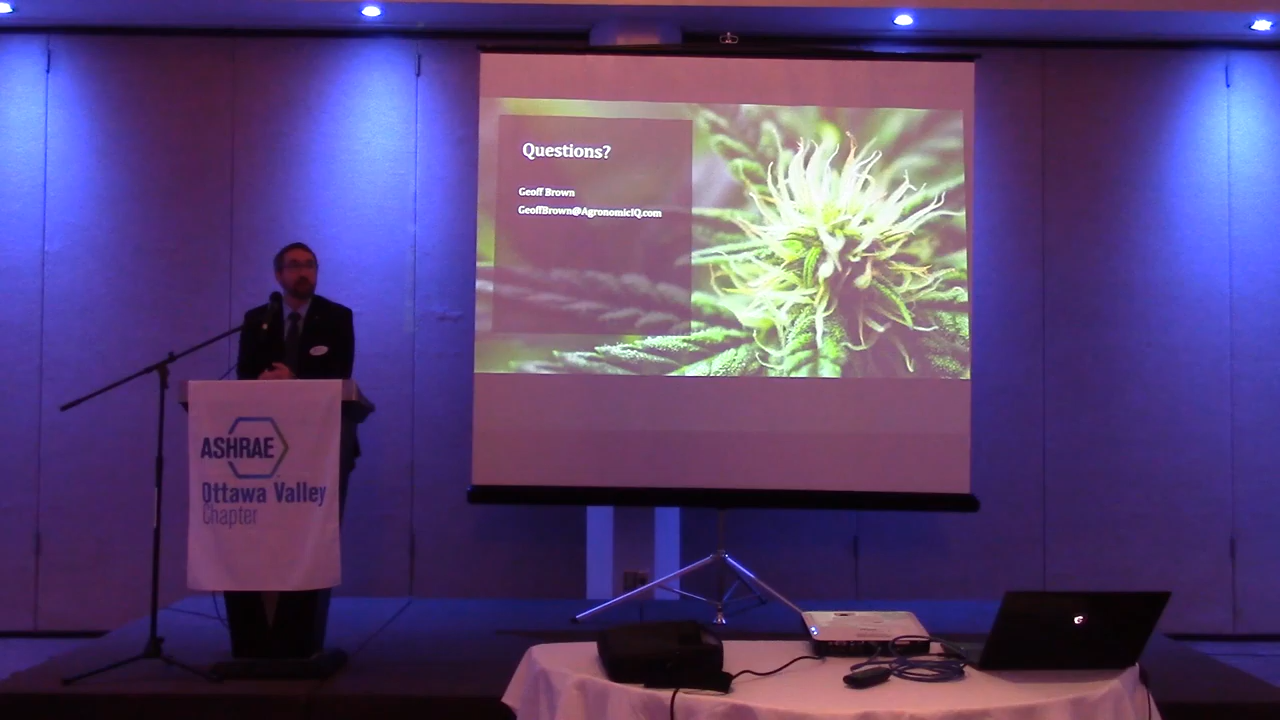 Questions?
Geoff Brown
GeoffBrown@AgronomicIQ.com
ASHRAE
Ottawa Valley
Chapter